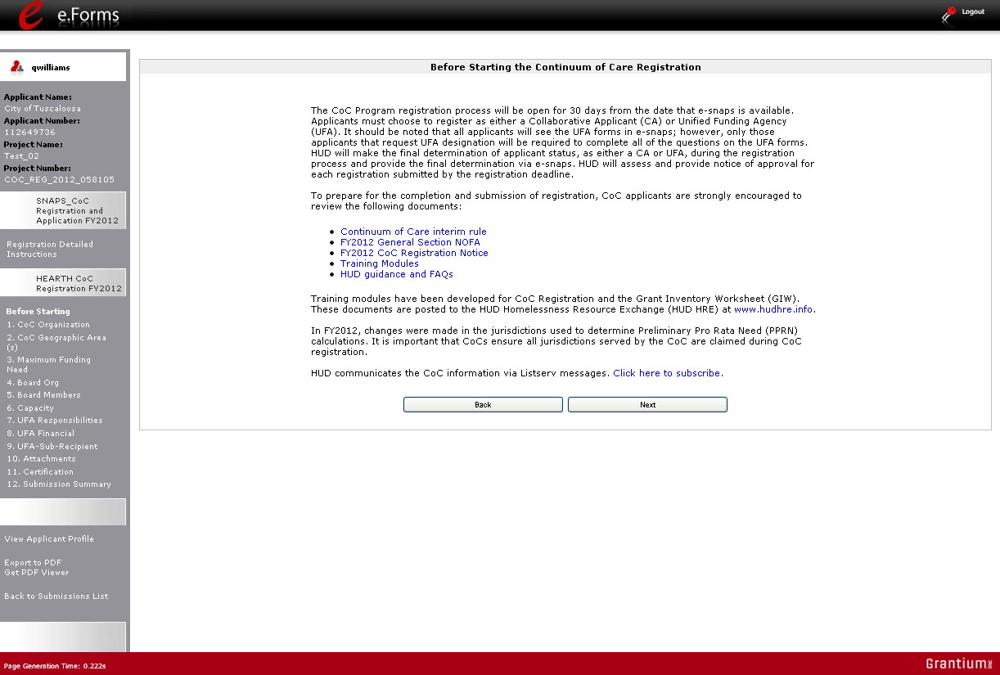 e.Forms
Logout
qwilliams
Applicant Name:
City of Tuscaloosa
Applicant Number:
112649736
Project Name:
Test_02
Project Number:
COC_REG_2012_058105
SNAPS_CoC
Registration and
Application FY2012
Registration Detailed
Instructions
HEARTH CoC
Registration FY2012
Before Starting
1. CoC Organization
2. CoC Geographic Area
(s)
3. Maximum Funding
Need
4. Board Org
5. Board Members
6. Capacity
7. UFA Responsibilities
8. UFA Financial
9. UFA-Sub-Recipient
10. Attachments
11. Certification
12. Submission Summary
View Applicant Profile
Export to PDF
Get PDF Viewer
Back to Submissions List
Before Starting the Continuum of Care Registration
The CoC Program registration process will be open for 30 days from the date that e-snaps is available.
Applicants must choose to register as either a Collaborative Applicant (CA) or Unified Funding Agency
(UFA). It should be noted that all applicants will see the UFA forms in e-snaps; however, only those
applicants that request UFA designation will be required to complete all of the questions on the UFA forms.
HUD will make the final determination of applicant status, as either a CA or UFA, during the registration
process and provide the final determination via e-snaps. HUD will assess and provide notice of approval for
each registration submitted by the registration deadline.
To prepare for the completion and submission of registration, CoC applicants are strongly encouraged to
review the following documents:
• Continuum of Care interim rule
• FY2012 General Section NOFA
• FY2012 CoC Registration Notice
• Training Modules
• HUD guidance and FAQs
Training modules have been developed for CoC Registration and the Grant Inventory Worksheet (GIW).
These documents are posted to the HUD Homelessness Resource Exchange (HUD HRE) at www.hudhre.info.
In FY2012, changes were made in the jurisdictions used to determine Preliminary Pro Rata Need (PPRN)
calculations. It is important that CoCs ensure all jurisdictions served by the CoC are claimed during CoC
registration.
HUD communicates the CoC information via Listserv messages. Click here to subscribe.
Back
Next
Page Generation Time: 0.222s
Grantium INC